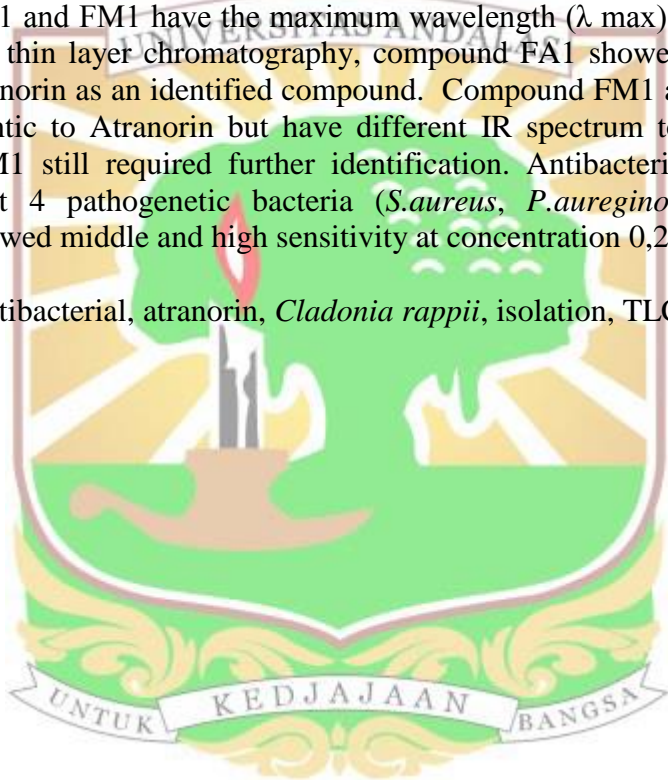 1 and FM1 have the maximum wavelength (λ max)
UNIVERSITAS ANDALAS
thin layer chromatography, compound FA1 showe
norin as an identified compound. Compound FM1 a
ntic to Atranorin but have different IR spectrum t
M1 still required further identification. Antibacteri
t 4 pathogenetic bacteria (S.aureus, P.auregino
wed middle and high sensitivity at concentration 0,2
tibacterial, atranorin, Cladonia rappii, isolation, TLC
UNTUK KEDJAJAAN BANGSA